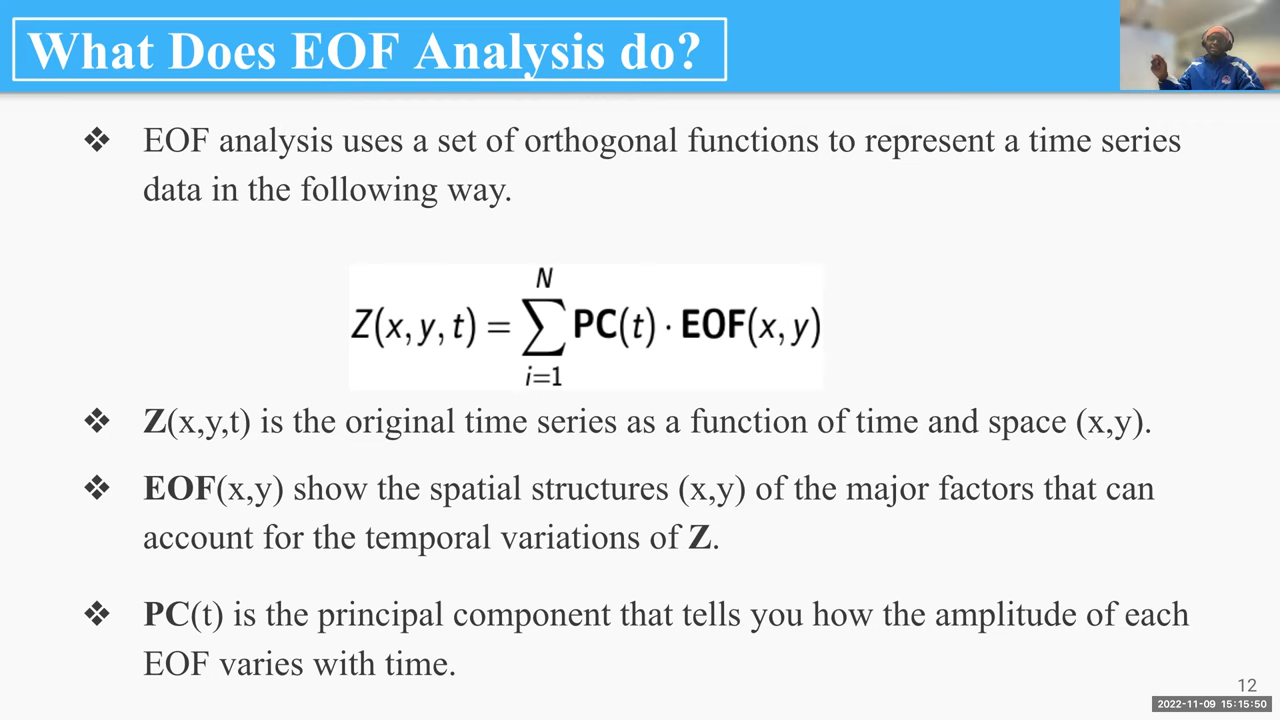 What Does EOF Analysis do?
❖ EOF analysis uses a set of orthogonal functions to represent a time series
data in the following way.
N
Z(x, y, t) = ∑ PC(t) · EOF(x, y)
i=1
❖ Z(x,y,t) is the original time series as a function of time and space (x,y).
❖ EOF(x,y) show the spatial structures (x,y) of the major factors that can
account for the temporal variations of Z.
❖ PC(t) is the principal component that tells you how the amplitude of each
EOF varies with time.
12
2022-11-09 15:15:50